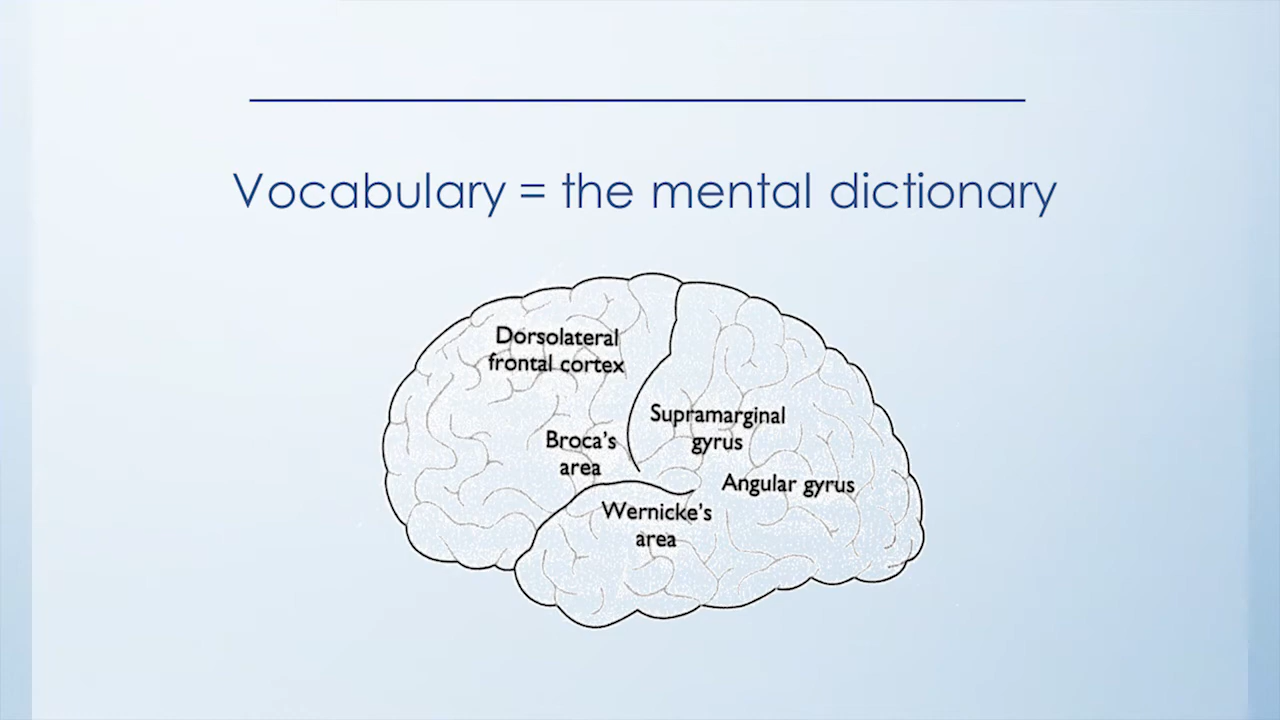 Vocabulary = the mental dictionary
Dorsolateral
frontal cortex
Supramarginal
gyrus
Broca's
area
Angular gyrus
Wernicke's
area